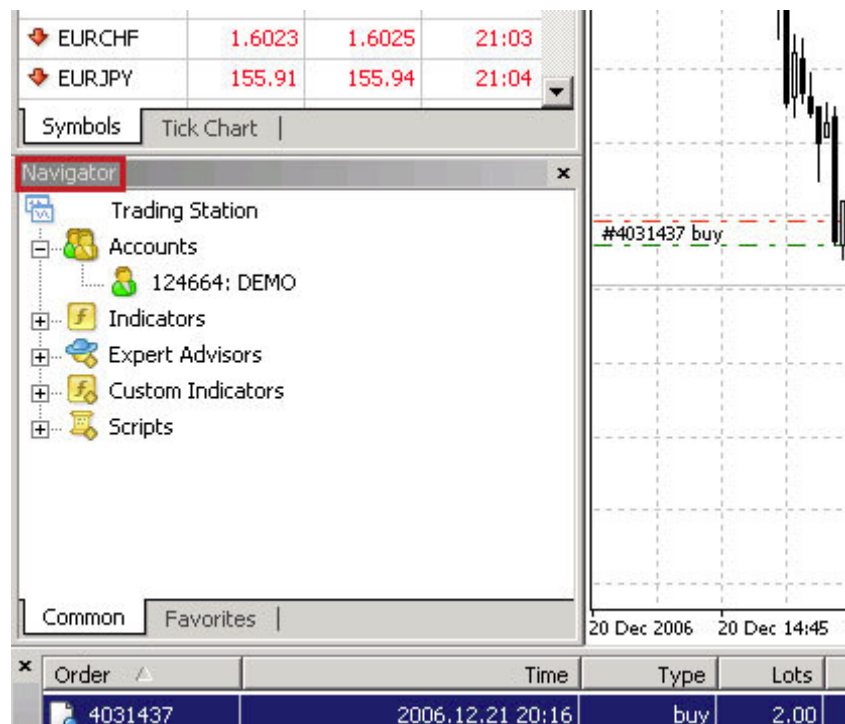 EURCHF 1.6023 1.6025 21:03
EURJPY 155.91 155.94 21:04
Symbols Tick Chart
Navigator
Trading Station
Accounts
124664: DEMO
Indicators
Expert Advisors
Custom Indicators
Scripts
Common Favorites
#4031437 buy
20 Dec 2006 20 Dec 14:45
Order Time Type Lots
4031437 2006.12.21 20:16 buy 2.00